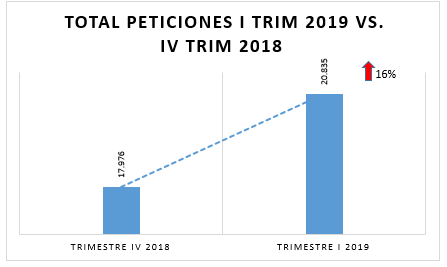 TOTAL PETICIONES I TRIM 2019 VS.
IV TRIM 2018
17.976
20.835
16%
TRIMESTRE IV 2018
TRIMESTRE I 2019